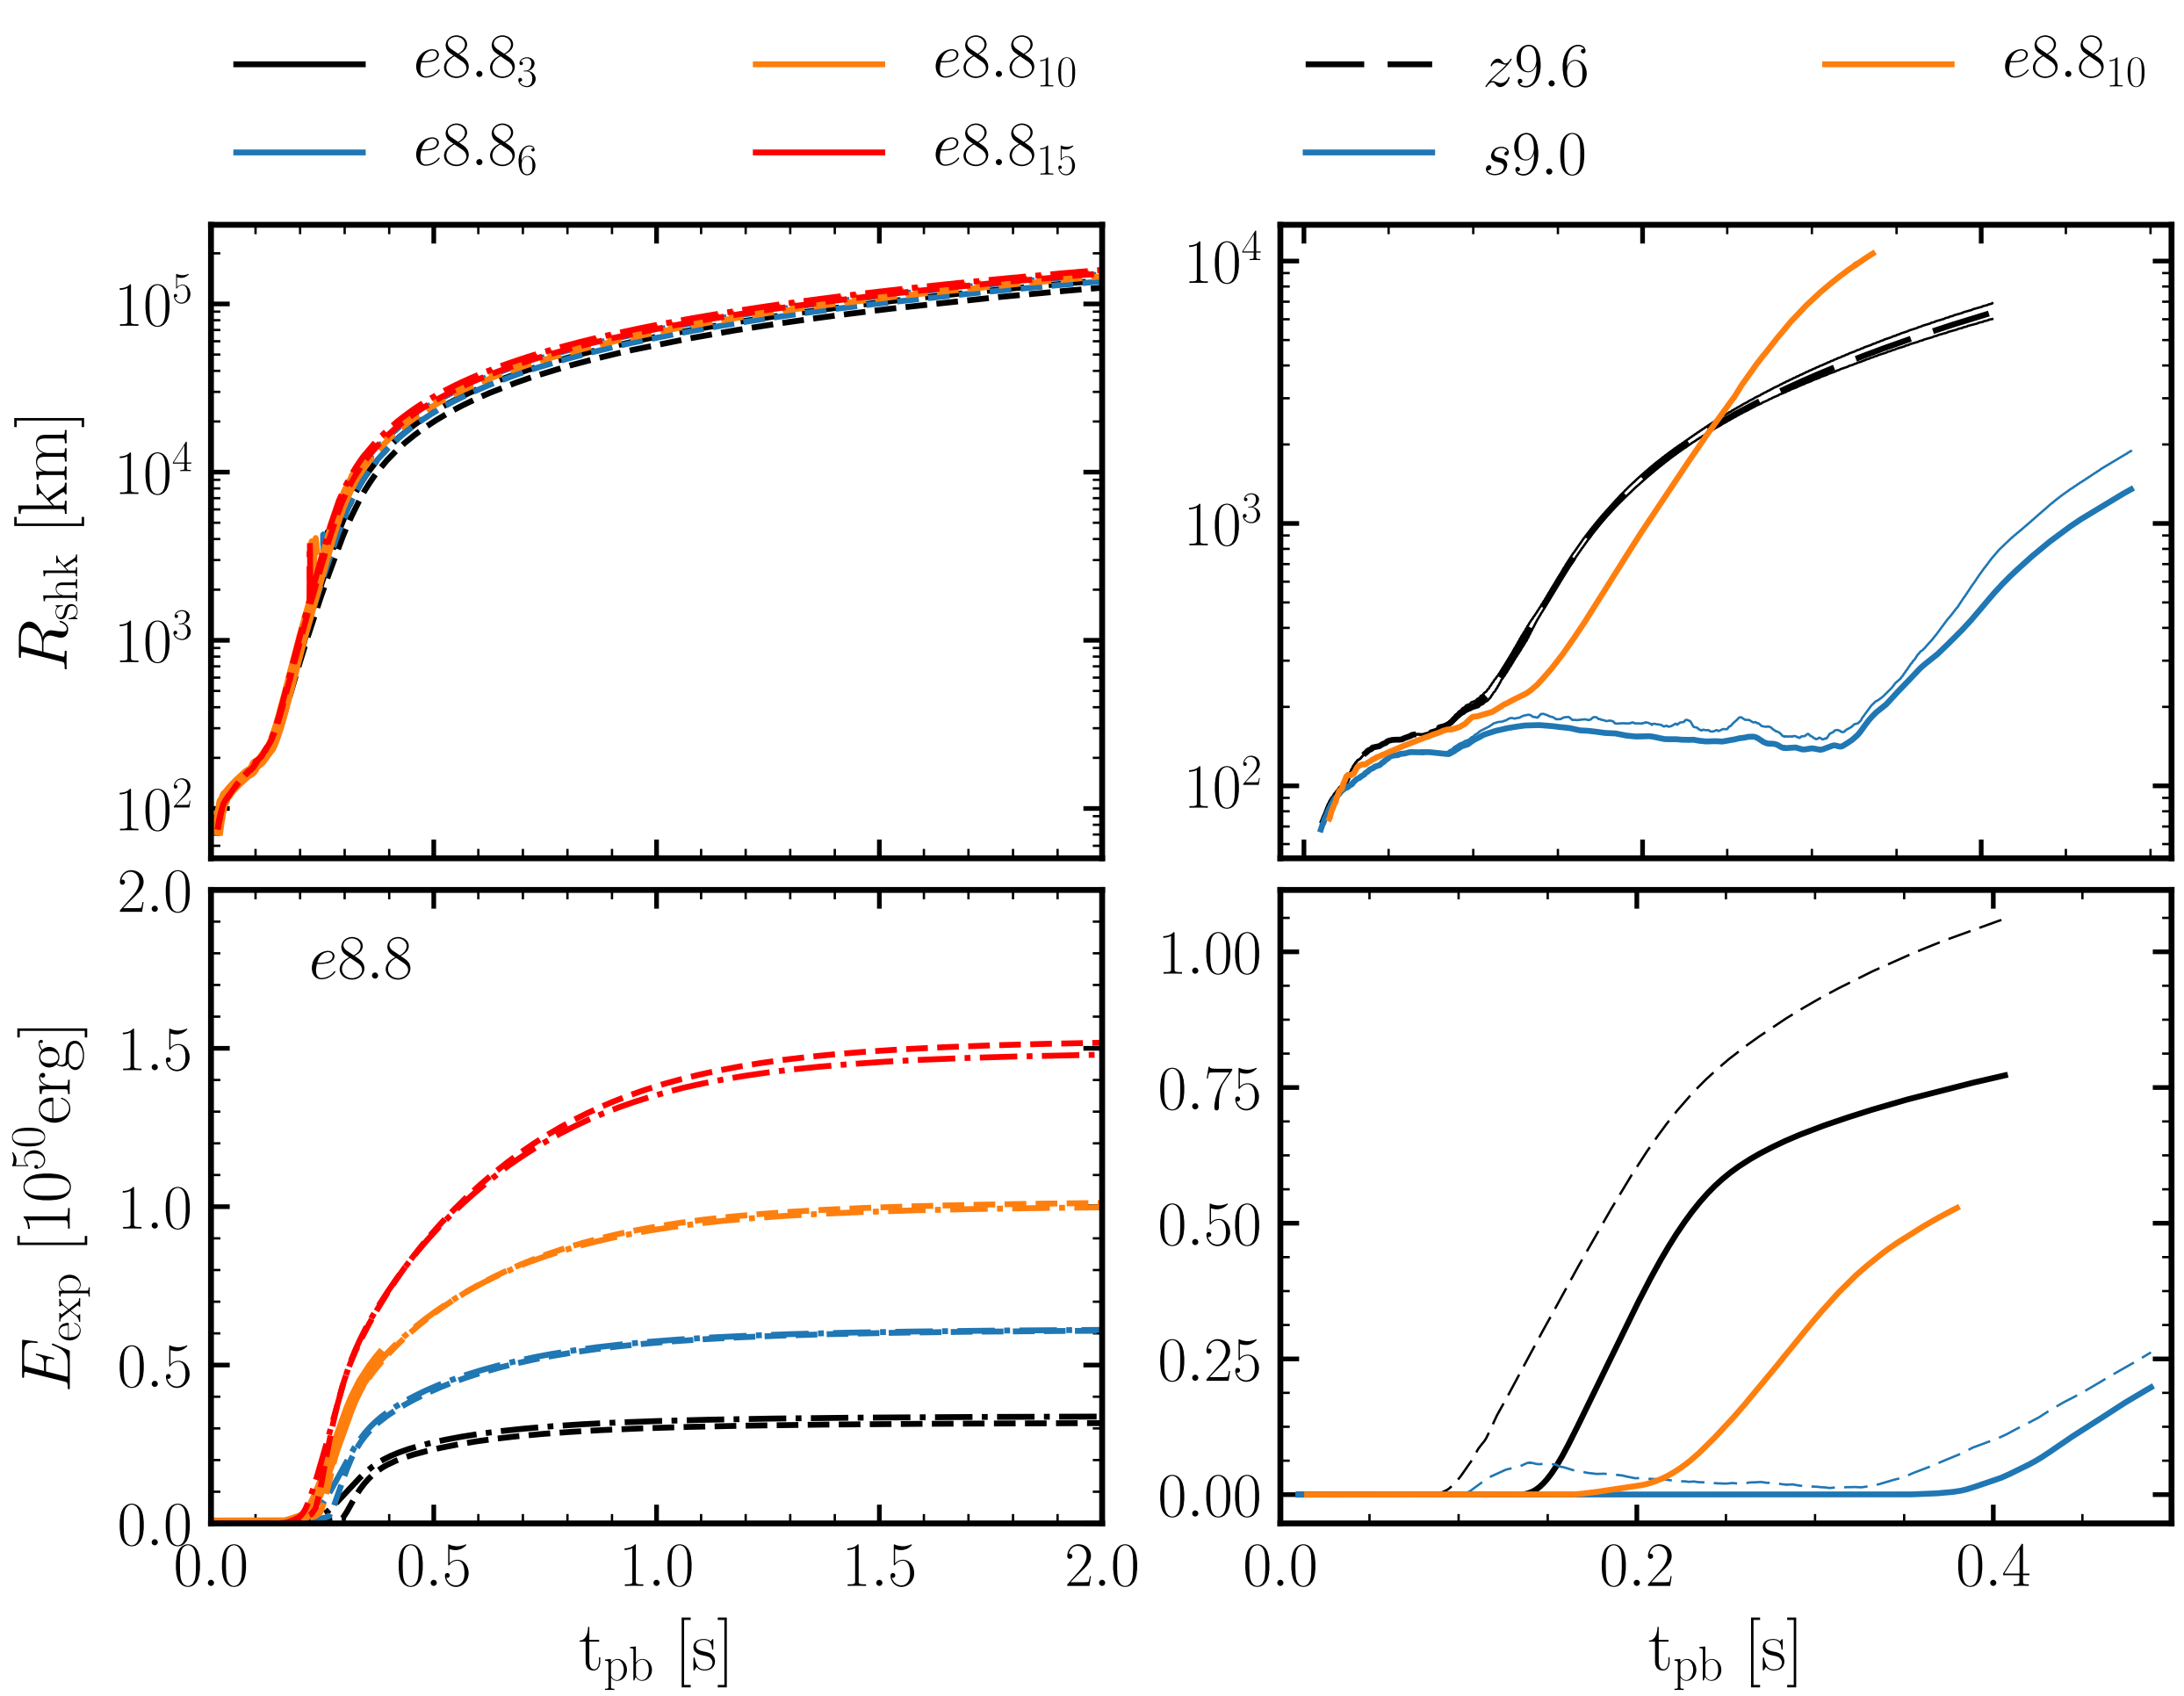 e8.8₃ e8.8₁₀ z9.6 e8.8₁₀
e8.8₆ e8.8₁₅ s9.0
R_shk [km]
10⁵
10⁴
10³
10²
10⁴
10³
10²
E_exp [10⁵⁰erg]
e8.8
2.0
1.5
1.0
0.5
0.0
1.00
0.75
0.50
0.25
0.00
0.0 0.5 1.0 1.5 2.0
0.0 0.2 0.4
t_pb [s]
t_pb [s]